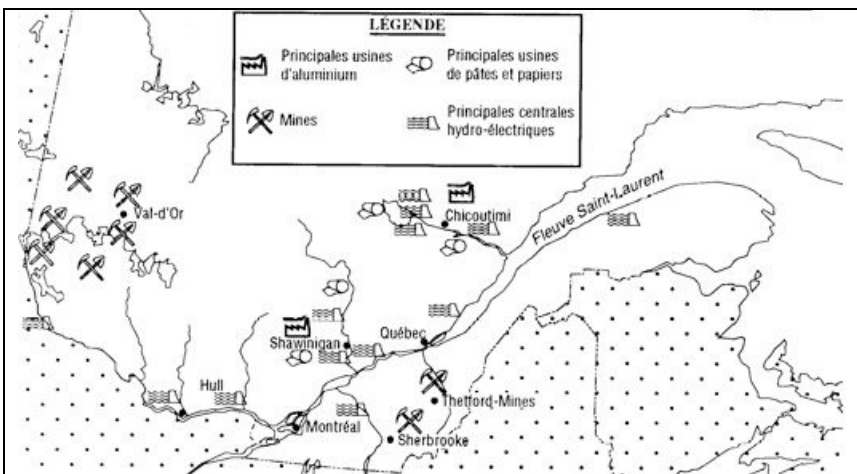 LÉGENDE
Principales usines
d'aluminium
Principales usines
de pâtes et papiers
Mines
Principales centrales
hydro-électriques
Val-d'Or
Chicoutimi
Fleuve Saint-Laurent
Québec
Shawinigan
Hull
Thetford-Mines
Montréal
Sherbrooke